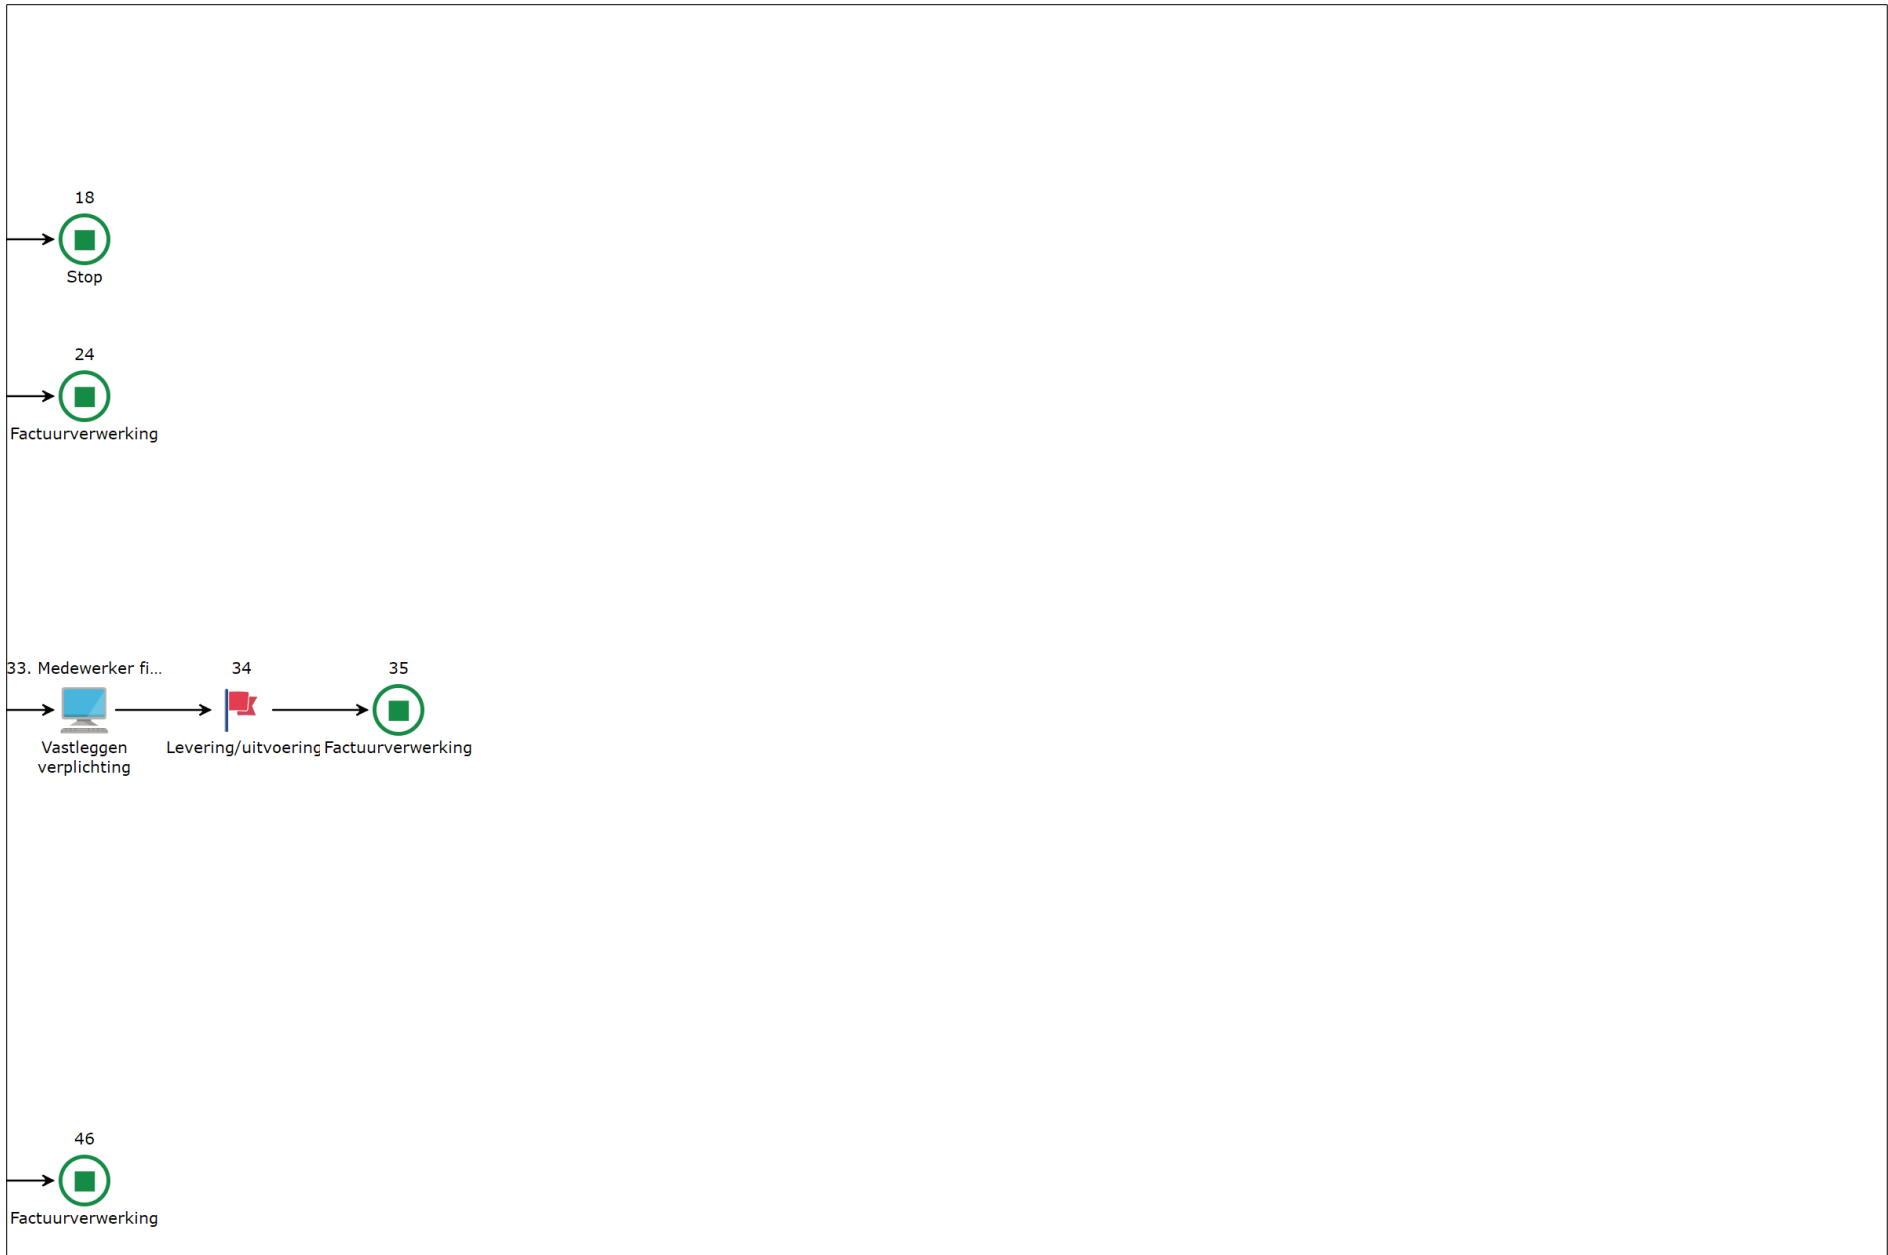 18
Stop
24
Factuurverwerking
33. Medewerker fi...
34
35
Vastleggen
verplichting
Levering/uitvoering
Factuurverwerking
46
Factuurverwerking